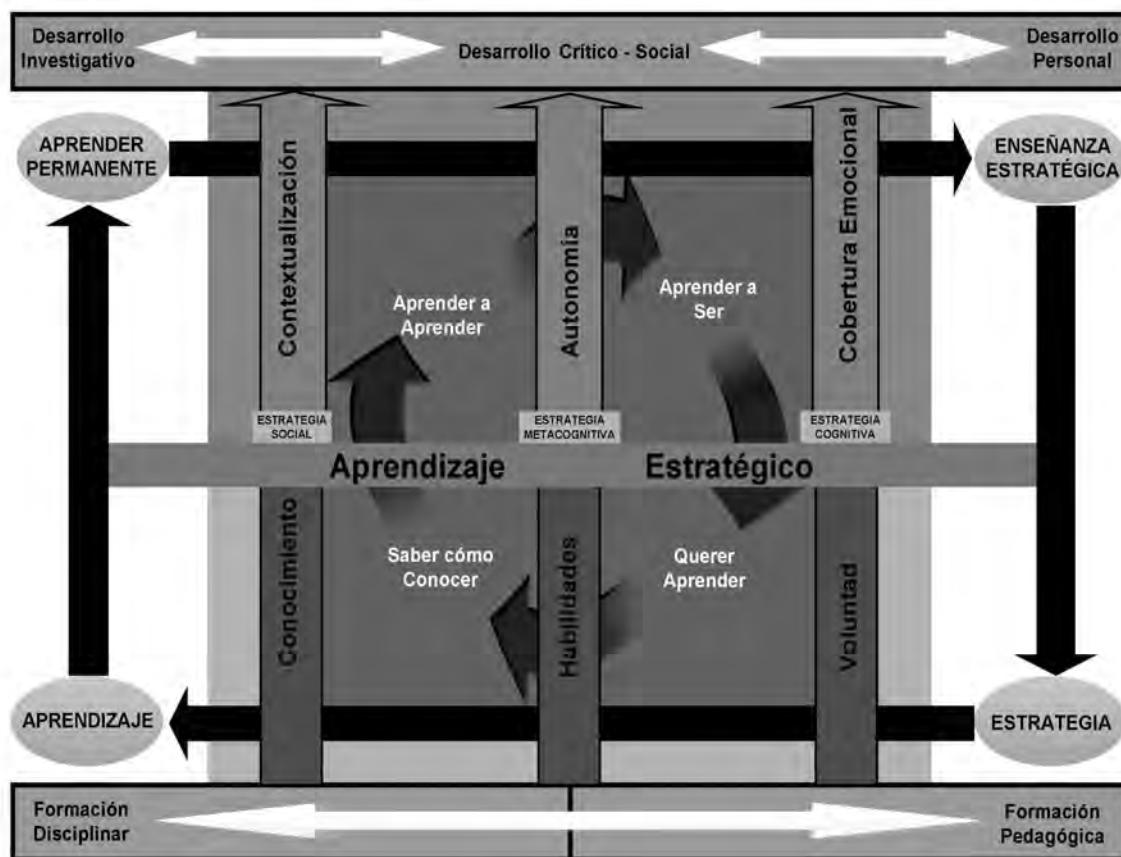 Desarrollo
Investigativo
Desarrollo Crítico - Social
Desarrollo
Personal
APRENDER
PERMANENTE
ENSEÑANZA
ESTRATÉGICA
Contextualización
Autonomía
Cobertura Emocional
Aprender a
Aprender
Aprender a
Ser
ESTRATEGIA
SOCIAL
ESTRATEGIA
METACOGNITIVA
ESTRATEGIA
COGNITIVA
Aprendizaje
Estratégico
Conocimiento
Habilidades
Voluntad
Saber cómo
Conocer
Querer
Aprender
APRENDIZAJE
ESTRATEGIA
Formación
Disciplinar
Formación
Pedagógica